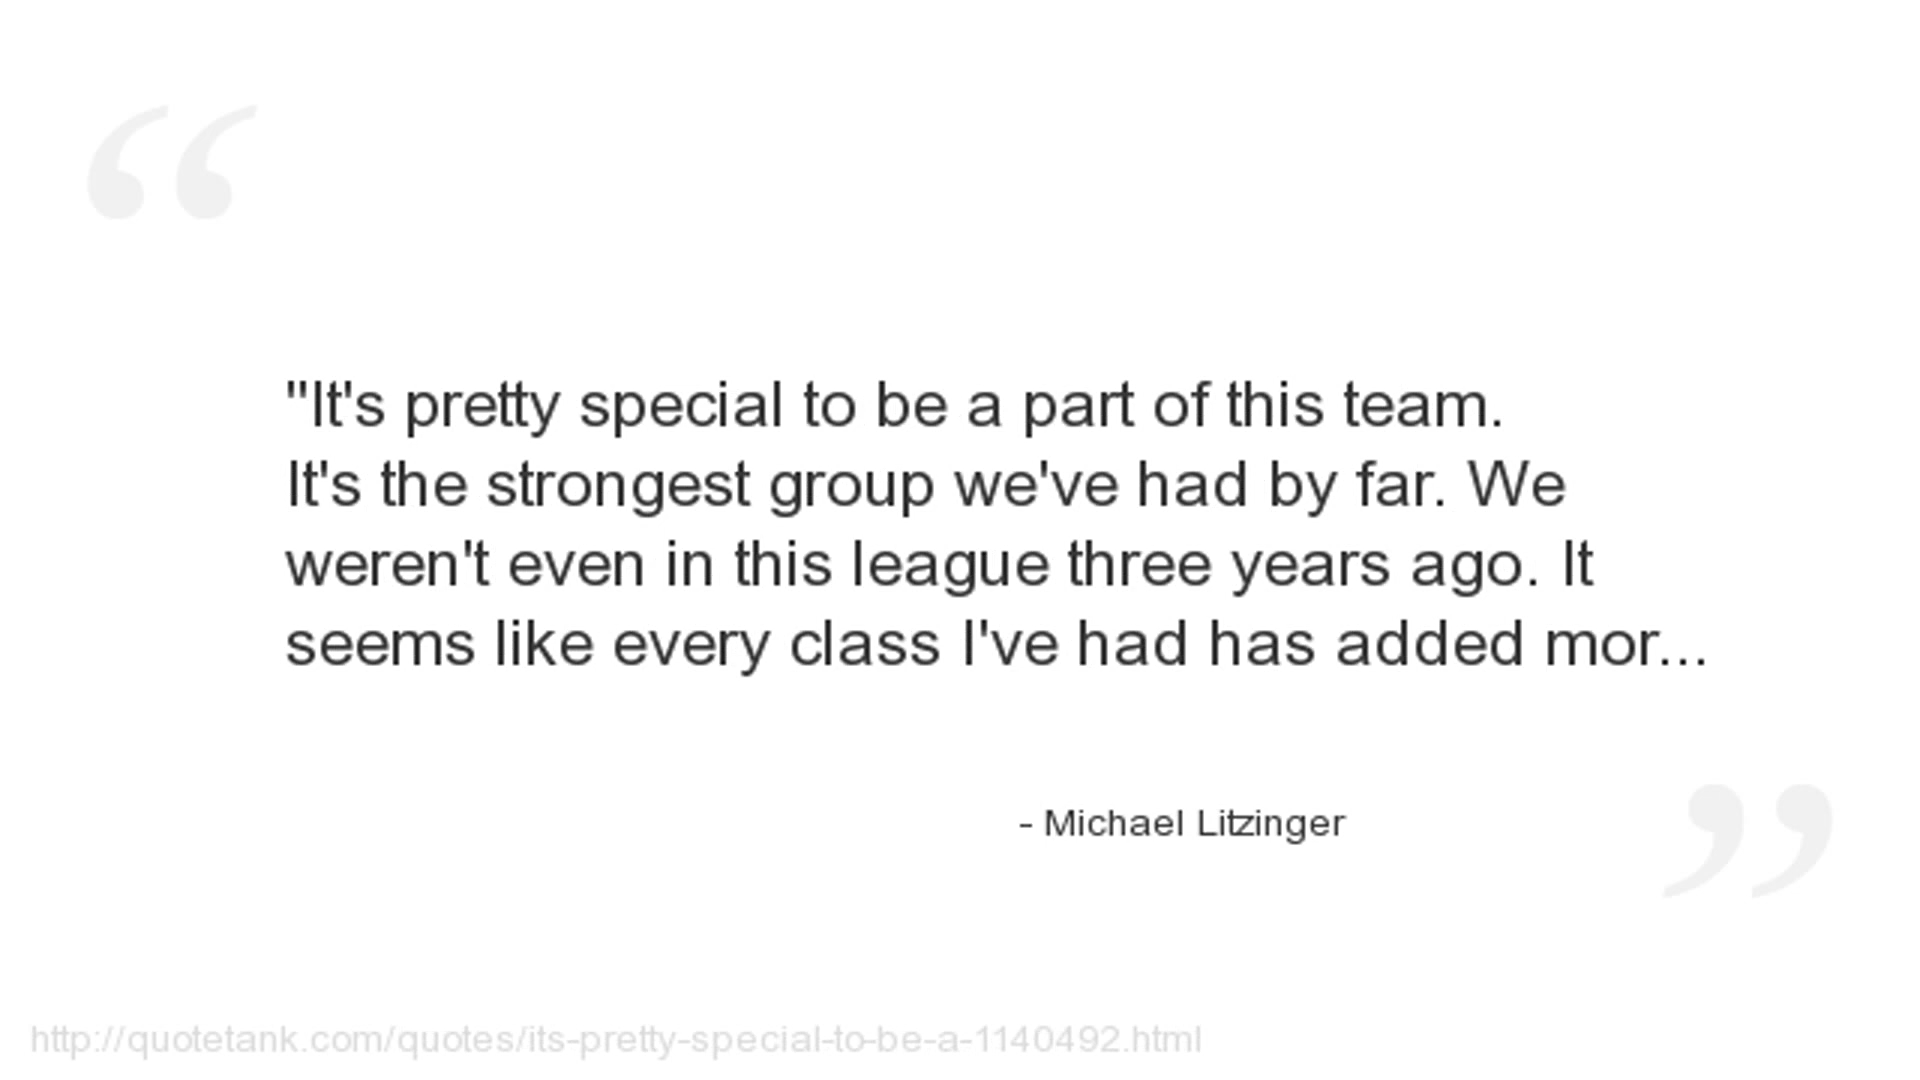 "It's pretty special to be a part of this team.
It's the strongest group we've had by far. We
weren't even in this league three years ago. It
seems like every class I've had has added mor...
- Michael Litzinger
http://quotetank.com/quotes/its-pretty-special-to-be-a-1140492.html